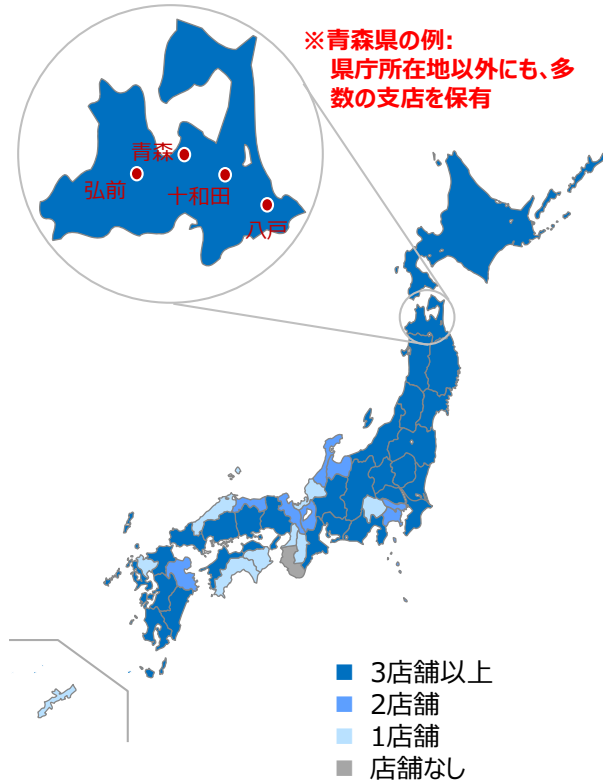 ※青森県の例:
県庁所在地以外にも、多
数の支店を保有
青森
弘前
十和田
八戸
3店舗以上
2店舗
1店舗
店舗なし